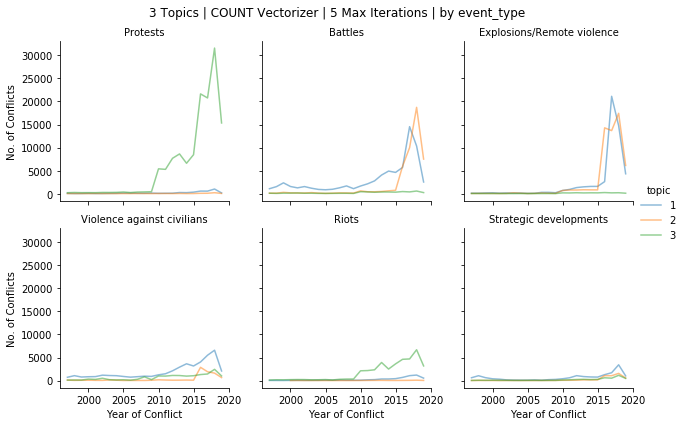 3 Topics | COUNT Vectorizer | 5 Max Iterations | by event_type
Protests
Battles
Explosions/Remote violence
30000
25000
20000
15000
10000
5000
0
No. of Conflicts
topic
1
2
3
Violence against civilians
Riots
Strategic developments
30000
25000
20000
15000
10000
5000
0
No. of Conflicts
2000 2005 2010 2015 2020
2000 2005 2010 2015 2020
2000 2005 2010 2015 2020
Year of Conflict
Year of Conflict
Year of Conflict